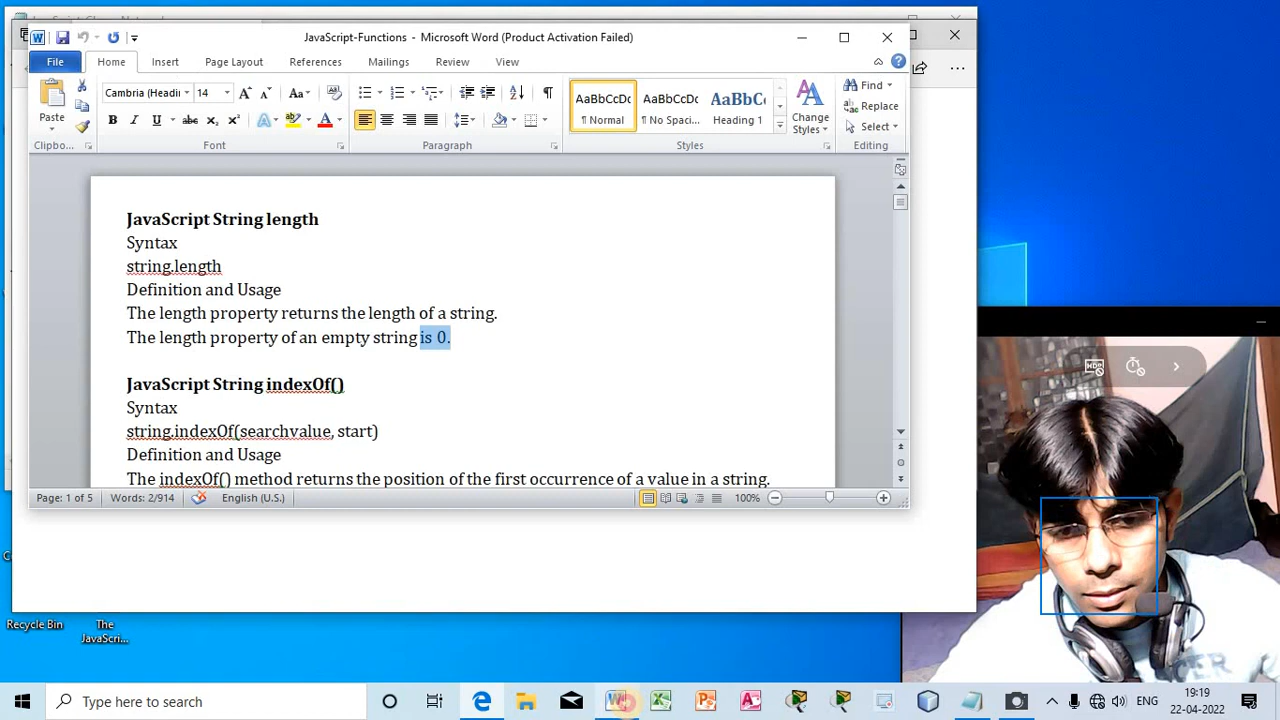 JavaScript-Functions - Microsoft Word (Product Activation Failed)
File Home Insert Page Layout References Mailings Review View
Cambria (Headi 14
Paste
AaBbCcDc AaBbCcDc AaBbC
¶ Normal ¶ No Spaci... Heading 1
Change Styles
Find
Replace
Select
Clipbo... Font Paragraph Styles Editing
JavaScript String length
Syntax
string.length
Definition and Usage
The length property returns the length of a string.
The length property of an empty string is 0.
JavaScript String indexOf()
Syntax
string.indexOf(searchvalue, start)
Definition and Usage
The indexOf() method returns the position of the first occurrence of a value in a string.
Page: 1 of 5 Words: 2/914 English (U.S.) 100%
Recycle Bin
The JavaScri...
Type here to search
ENG
19:19
22-04-2022